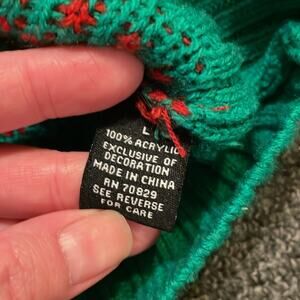 L
100% ACRYLIC
EXCLUSIVE OF
DECORATION
MADE IN CHINA
RN 70829
SEE REVERSE
FOR CARE